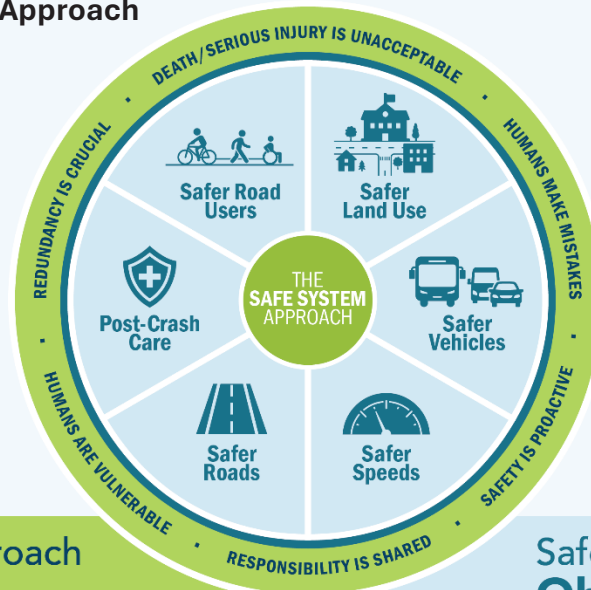 Approach
DEATH/SERIOUS INJURY IS UNACCEPTABLE
HUMANS MAKE MISTAKES
SAFETY IS PROACTIVE
RESPONSIBILITY IS SHARED
HUMANS ARE VULNERABLE
REDUNDANCY IS CRUCIAL
Safer Road
Users
Safer
Land Use
Post-Crash
Care
THE
SAFE SYSTEM
APPROACH
Safer
Vehicles
Safer
Roads
Safer
Speeds
roach
Safe